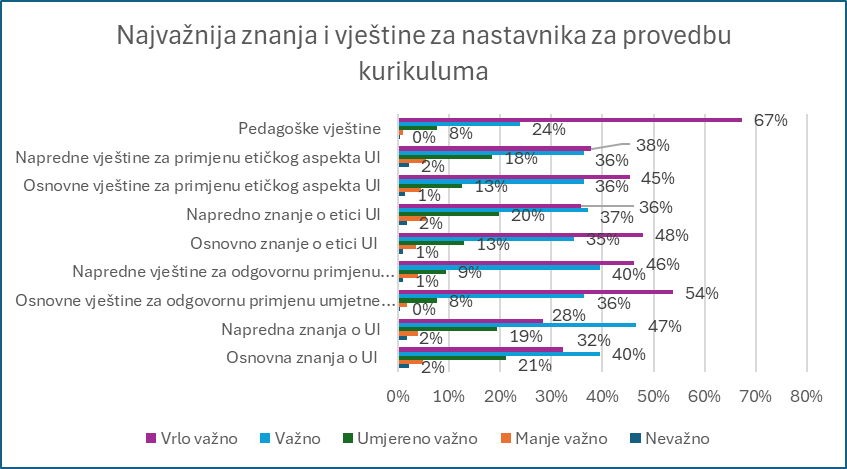 Najvažnija znanja i vještine za nastavnika za provedbu
kurikuluma
Pedagoške vještine
67%
24%
8%
0%
Napredne vještine za primjenu etičkog aspekta UI
38%
36%
18%
2%
Osnovne vještine za primjenu etičkog aspekta UI
45%
36%
13%
1%
Napredno znanje o etici UI
36%
37%
20%
2%
Osnovno znanje o etici UI
48%
35%
13%
1%
Napredne vještine za odgovornu primjenu...
46%
40%
9%
1%
Osnovne vještine za odgovornu primjenu umjetne...
54%
36%
8%
0%
Napredna znanja o UI
28%
47%
19%
2%
Osnovna znanja o UI
32%
40%
21%
2%
0% 10% 20% 30% 40% 50% 60% 70% 80%
Vrlo važno Važno Umjereno važno Manje važno Nevažno